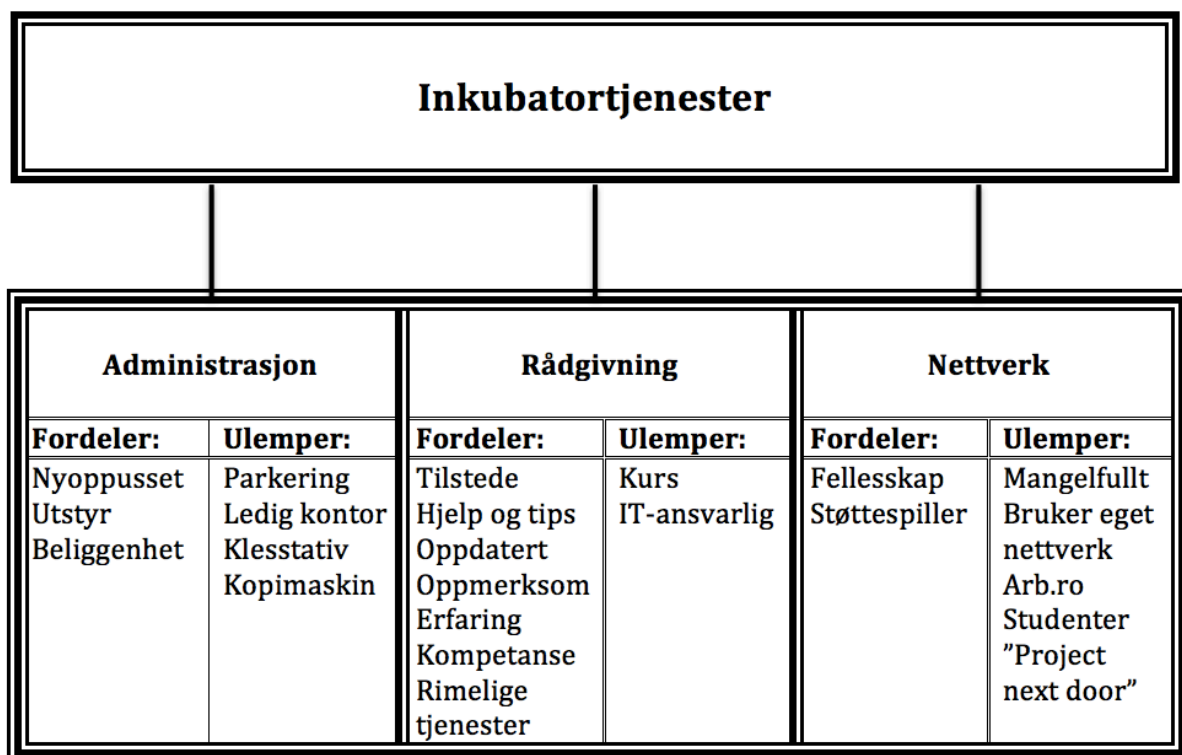 Inkubatortjenester
Administrasjon
Fordeler:
Nyoppusset
Utstyr
Beliggenhet
Ulemper:
Parkering
Ledig kontor
Klesstativ
Kopimaskin
Rådgivning
Fordeler:
Tilstede
Hjelp og tips
Oppdatert
Oppmerksom
Erfaring
Kompetanse
Rimelige
tjenester
Ulemper:
Kurs
IT-ansvarlig
Nettverk
Fordeler:
Fellesskap
Støttespiller
Ulemper:
Mangelfullt
Bruker eget
nettverk
Arb.ro
Studenter
”Project
next door”